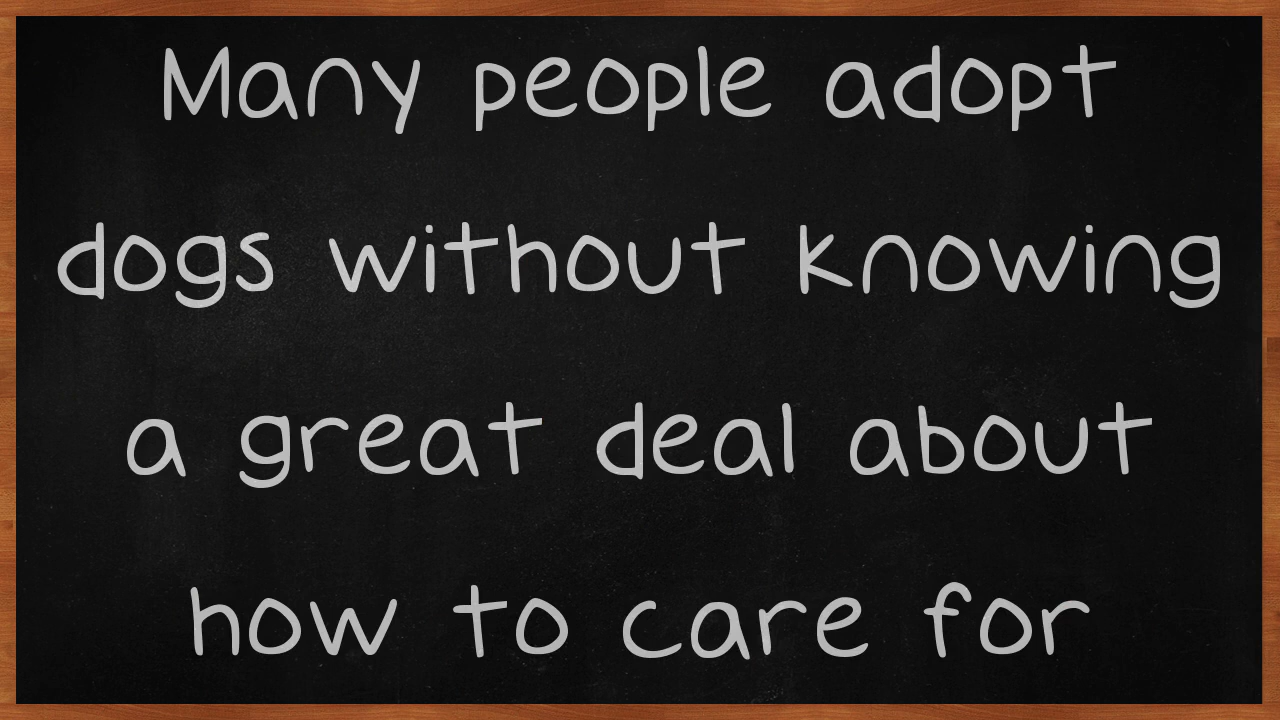 Many people adopt
dogs without knowing
a great deal about
how to care for